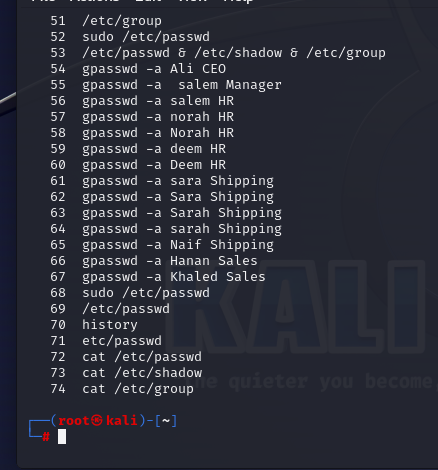 51 /etc/group
52 sudo /etc/passwd
53 /etc/passwd & /etc/shadow & /etc/group
54 gpasswd -a Ali CEO
55 gpasswd -a  salem Manager
56 gpasswd -a salem HR
57 gpasswd -a norah HR
58 gpasswd -a Norah HR
59 gpasswd -a deem HR
60 gpasswd -a Deem HR
61 gpasswd -a sara Shipping
62 gpasswd -a Sara Shipping
63 gpasswd -a Sarah Shipping
64 gpasswd -a sarah Shipping
65 gpasswd -a Naif Shipping
66 gpasswd -a Hanan Sales
67 gpasswd -a Khaled Sales
68 sudo /etc/passwd
69 /etc/passwd
70 history
71 etc/passwd
72 cat /etc/passwd
73 cat /etc/shadow
74 cat /etc/group
KALI
the quieter you become,
┌──(root㉿kali)-[~]
└─#